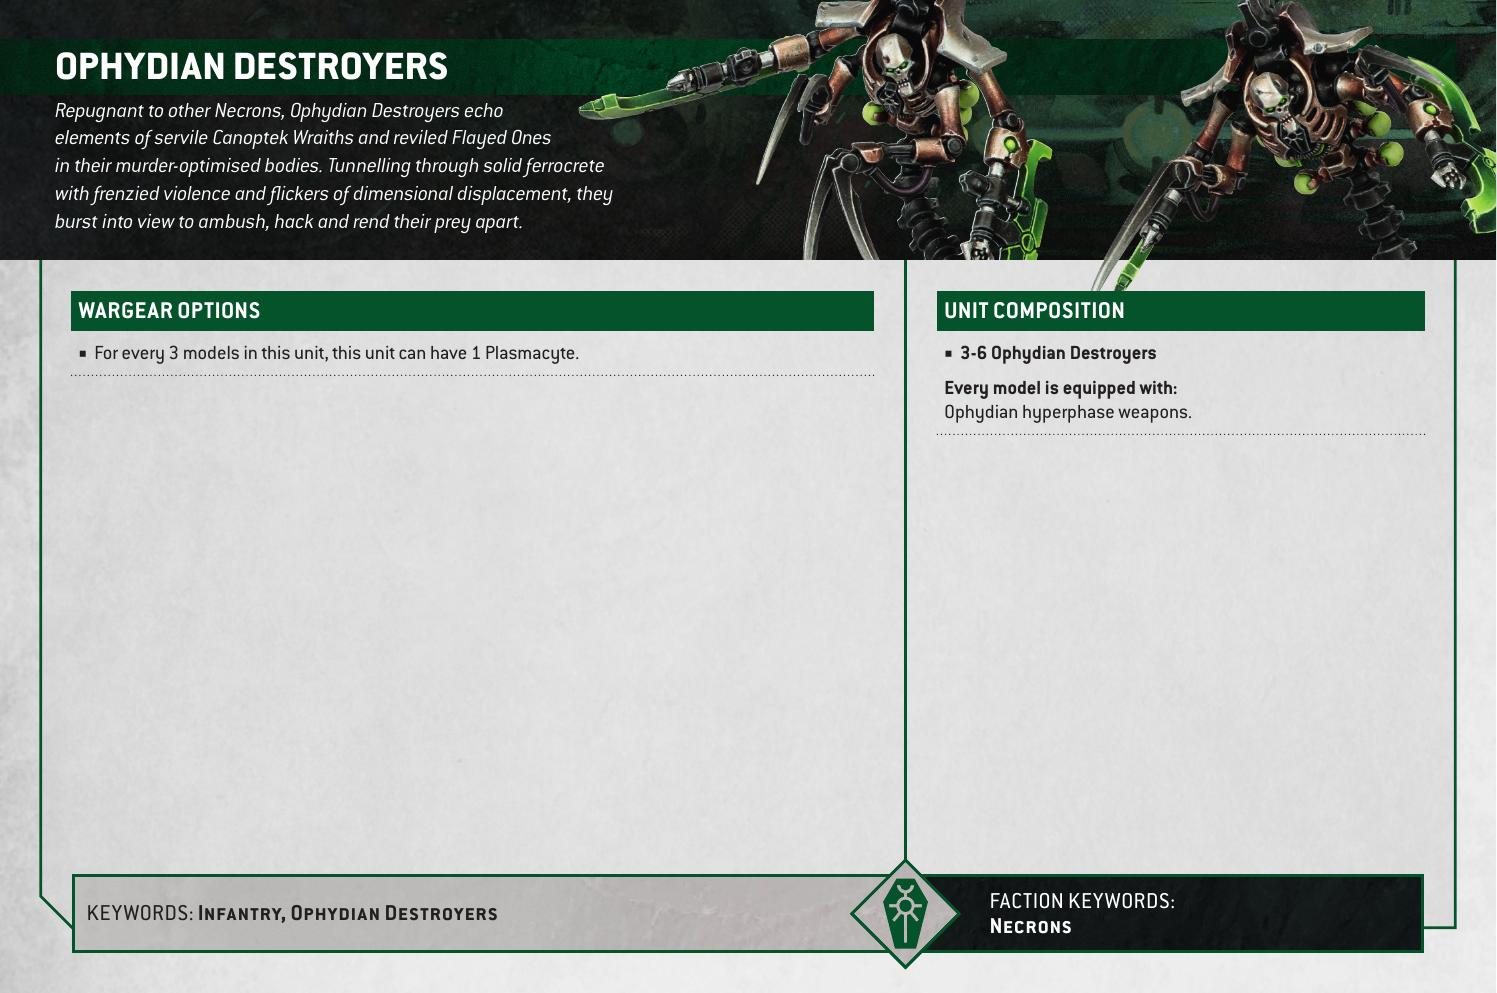 OPHYDIAN DESTROYERS
Repugnant to other Necrons, Ophydian Destroyers echo
elements of servile Canoptek Wraiths and reviled Flayed Ones
in their murder-optimised bodies. Tunnelling through solid ferrocrete
with frenzied violence and flickers of dimensional displacement, they
burst into view to ambush, hack and rend their prey apart.
WARGEAR OPTIONS
▪ For every 3 models in this unit, this unit can have 1 Plasmacyte.
UNIT COMPOSITION
▪ 3-6 Ophydian Destroyers
Every model is equipped with:
Ophydian hyperphase weapons.
KEYWORDS: INFANTRY, OPHYDIAN DESTROYERS
FACTION KEYWORDS:
NECRONS